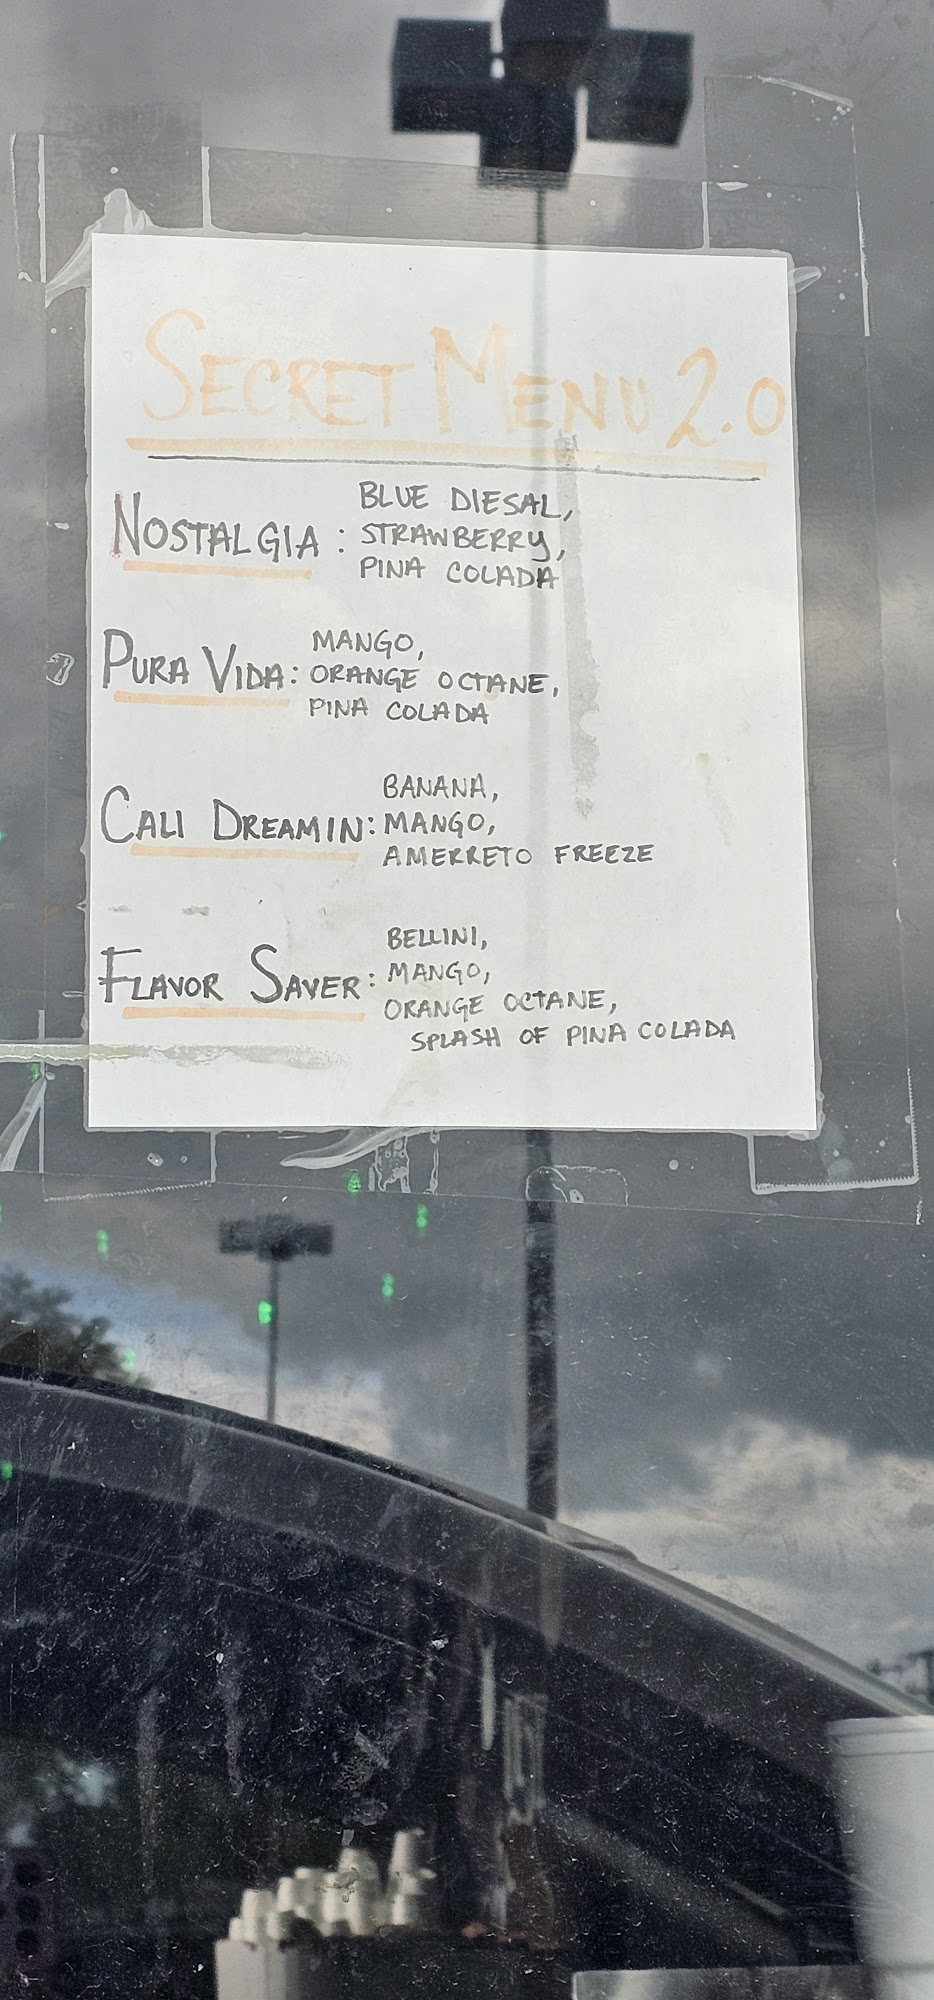 SECRET MENU 2.0
NOSTALGIA : BLUE DIESAL,
STRAWBERRY,
PINA COLADA
PURA VIDA: MANGO,
ORANGE OCTANE,
PINA COLADA
CALI DREAMIN: BANANA,
MANGO,
AMERRETO FREEZE
FLAVOR SAVER: BELLINI,
MANGO,
ORANGE OCTANE,
SPLASH OF PINA COLADA